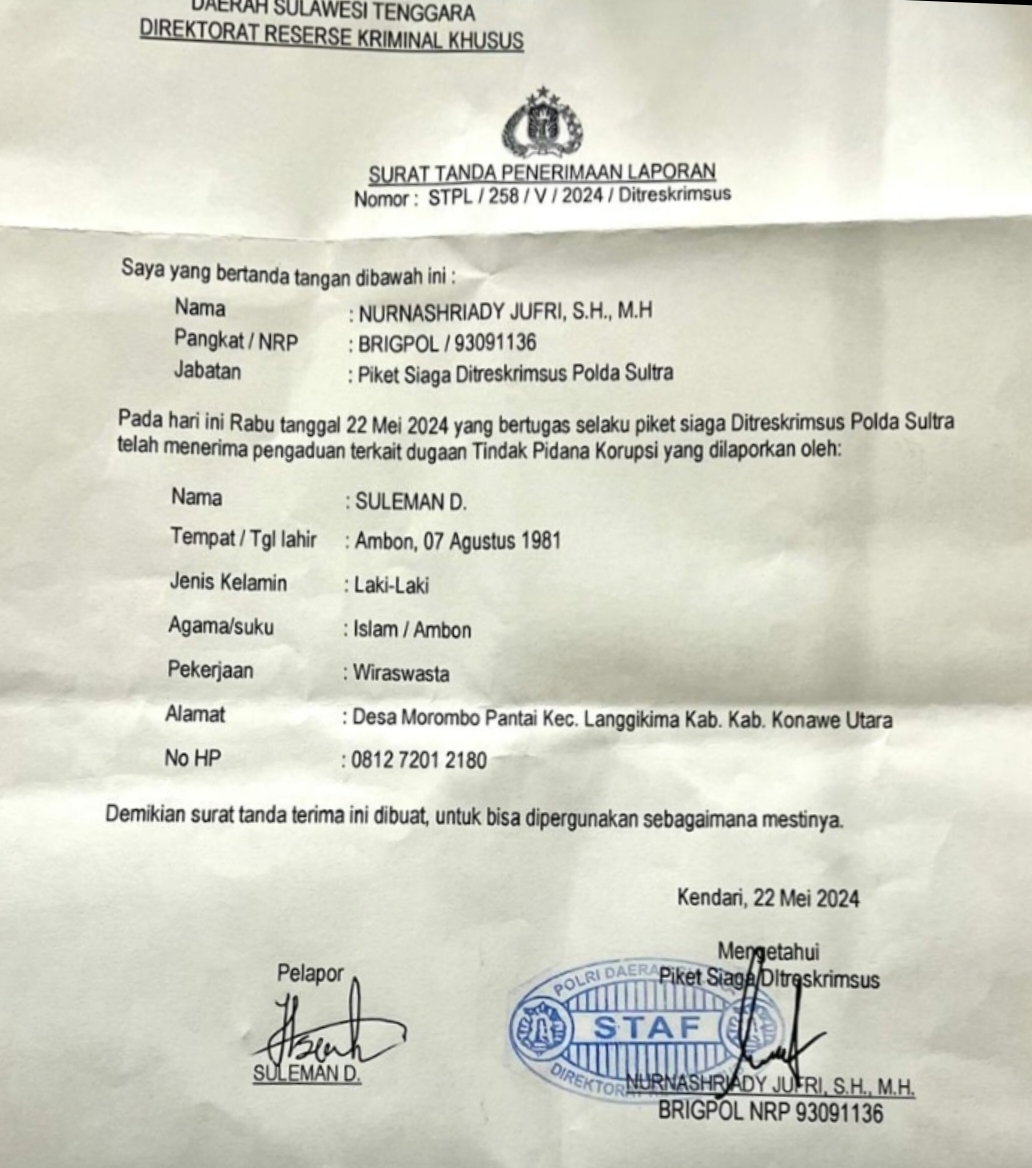 DAERAH SULAWESI TENGGARA
DIREKTORAT RESERSE KRIMINAL KHUSUS
SURAT TANDA PENERIMAAN LAPORAN
Nomor : STPL / 258 / V / 2024 / Ditreskrimsus
Saya yang bertanda tangan dibawah ini :
Nama : NURNASHRIADY JUFRI, S.H., M.H
Pangkat / NRP : BRIGPOL / 93091136
Jabatan : Piket Siaga Ditreskrimsus Polda Sultra
Pada hari ini Rabu tanggal 22 Mei 2024 yang bertugas selaku piket siaga Ditreskrimsus Polda Sultra
telah menerima pengaduan terkait dugaan Tindak Pidana Korupsi yang dilaporkan oleh:
Nama : SULEMAN D.
Tempat / Tgl lahir : Ambon, 07 Agustus 1981
Jenis Kelamin : Laki-Laki
Agama/suku : Islam / Ambon
Pekerjaan : Wiraswasta
Alamat : Desa Morombo Pantai Kec. Langgikima Kab. Kab. Konawe Utara
No HP : 0812 7201 2180
Demikian surat tanda terima ini dibuat, untuk bisa dipergunakan sebagaimana mestinya.
Kendari, 22 Mei 2024
Mengetahui
Pelapor Piket Siaga DItreskrimsus
POLRI DAERAH
STAF
SULEMAN D. NURNASHRIADY JUFRI, S.H., M.H.
BRIGPOL NRP 93091136